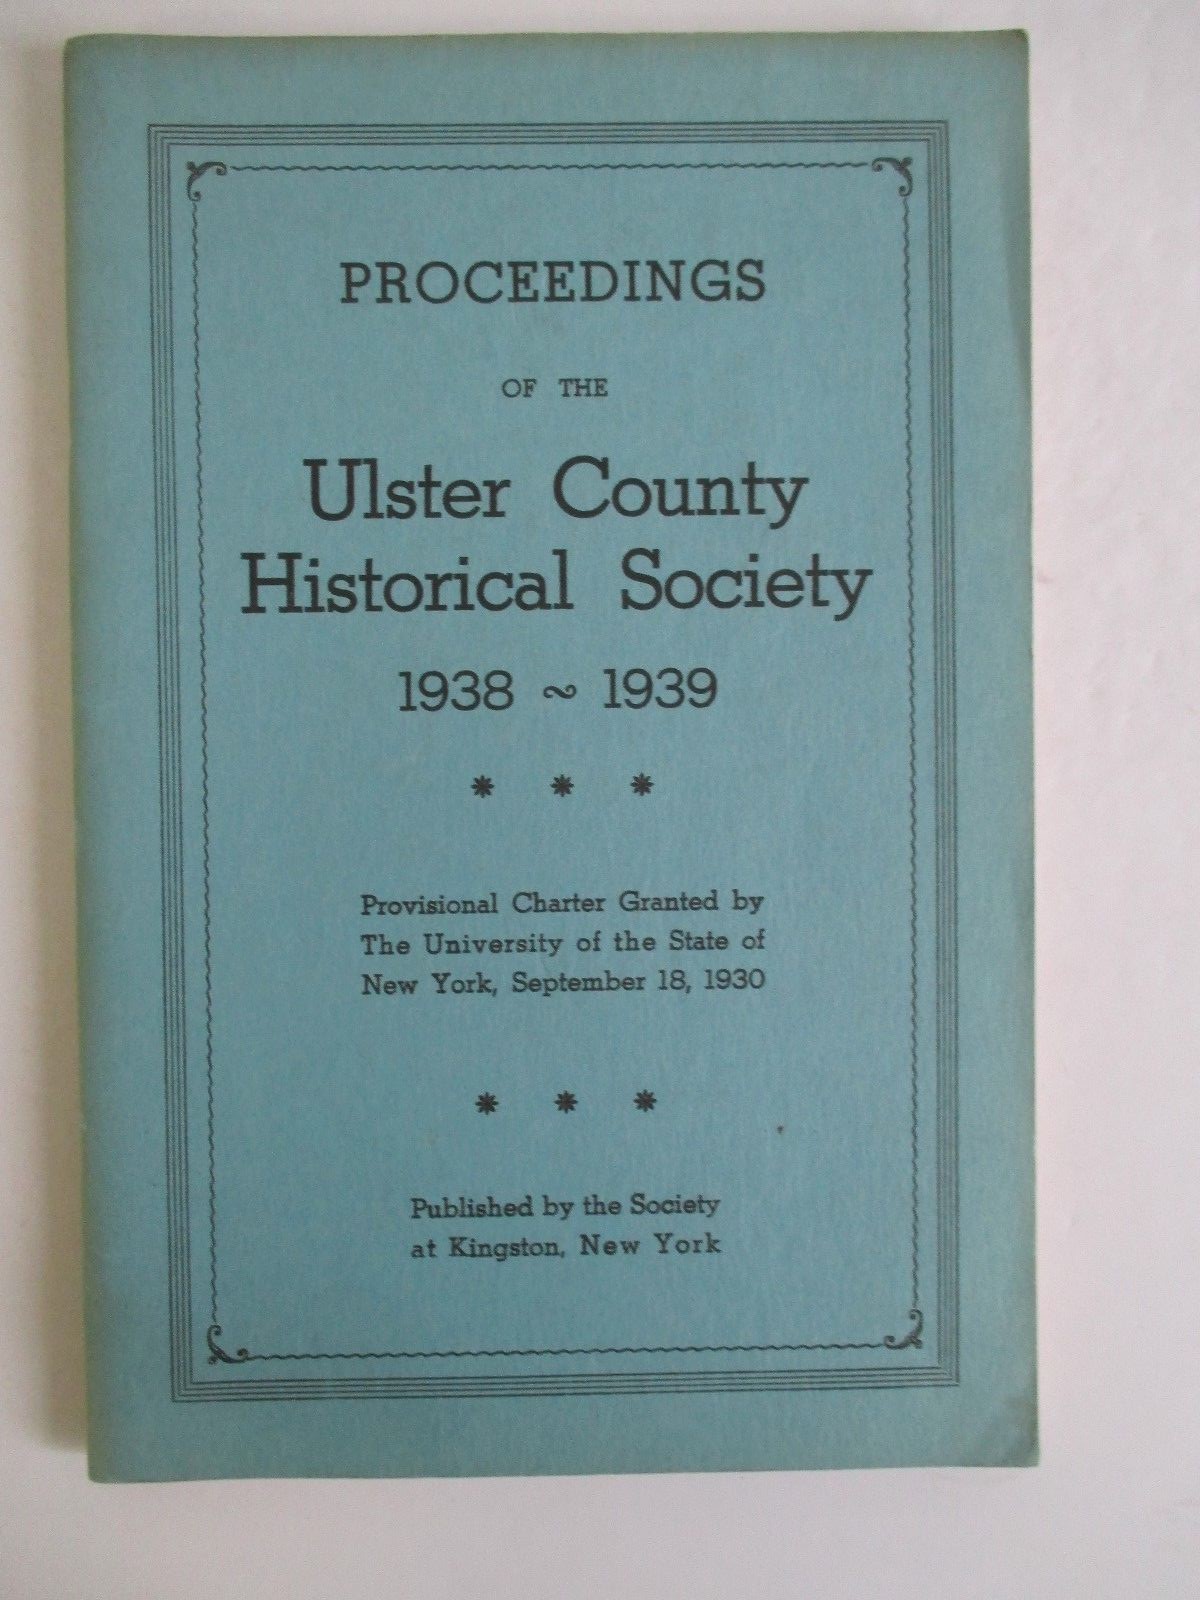 PROCEEDINGS
OF THE
Ulster County
Historical Society
1938 ~ 1939
* * *
Provisional Charter Granted by
The University of the State of
New York, September 18, 1930
* * *
Published by the Society
at Kingston, New York